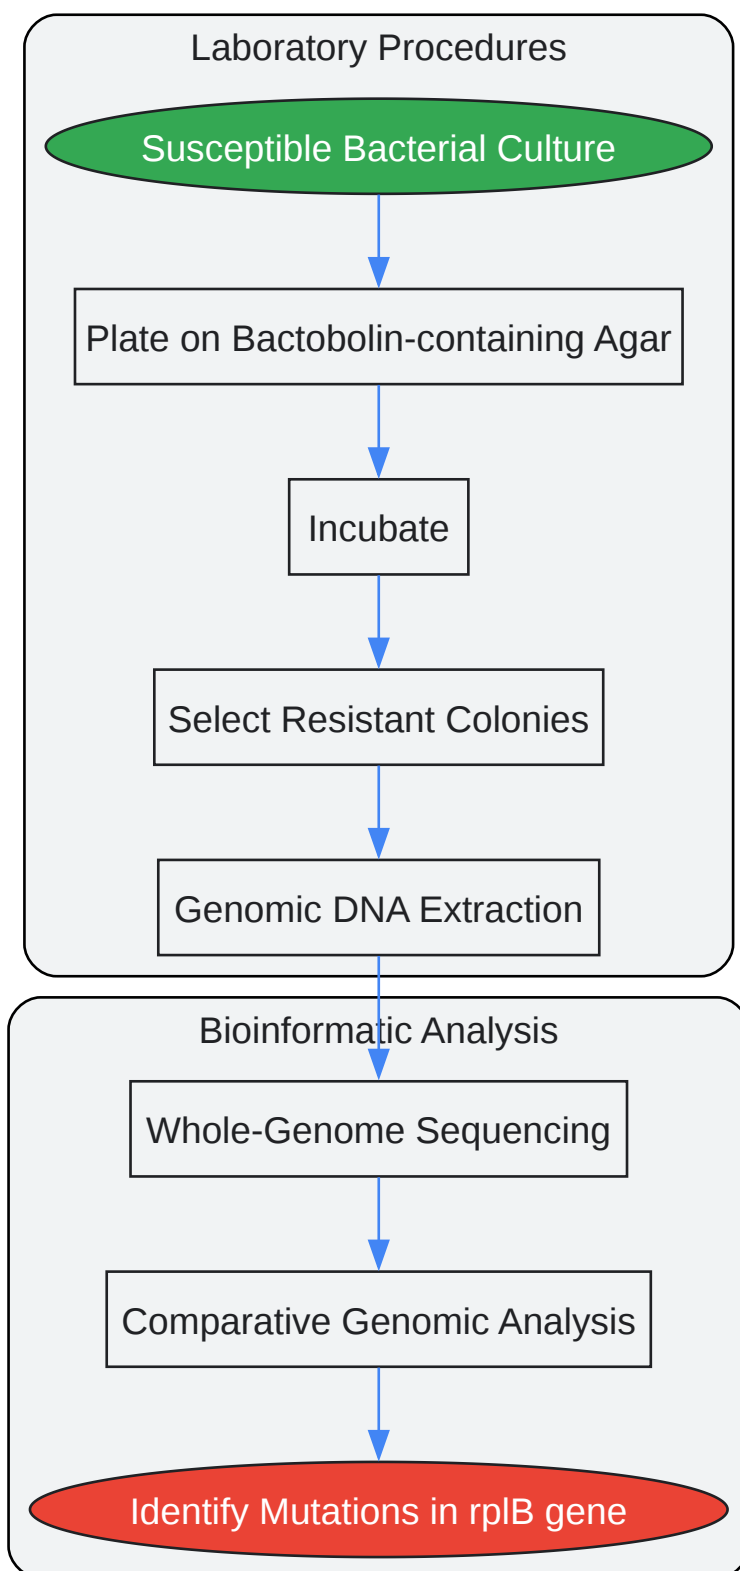 Laboratory Procedures
Susceptible Bacterial Culture
Plate on Bactobolin-containing Agar
Incubate
Select Resistant Colonies
Genomic DNA Extraction
Bioinformatic Analysis
Whole-Genome Sequencing
Comparative Genomic Analysis
Identify Mutations in rplB gene